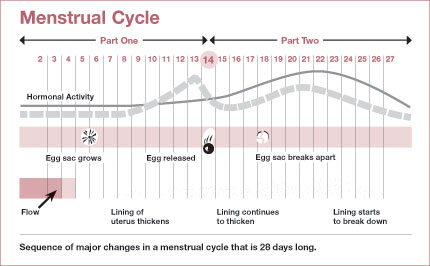 Menstrual Cycle
Part One Part Two
2 3 4 5 6 7 8 9 10 11 12 13 14 15 16 17 18 19 20 21 22 23 24 25 26 27
Hormonal Activity
Egg sac grows Egg released Egg sac breaks apart
Flow Lining of Lining continues Lining starts
uterus thickens to thicken to break down
Sequence of major changes in a menstrual cycle that is 28 days long.